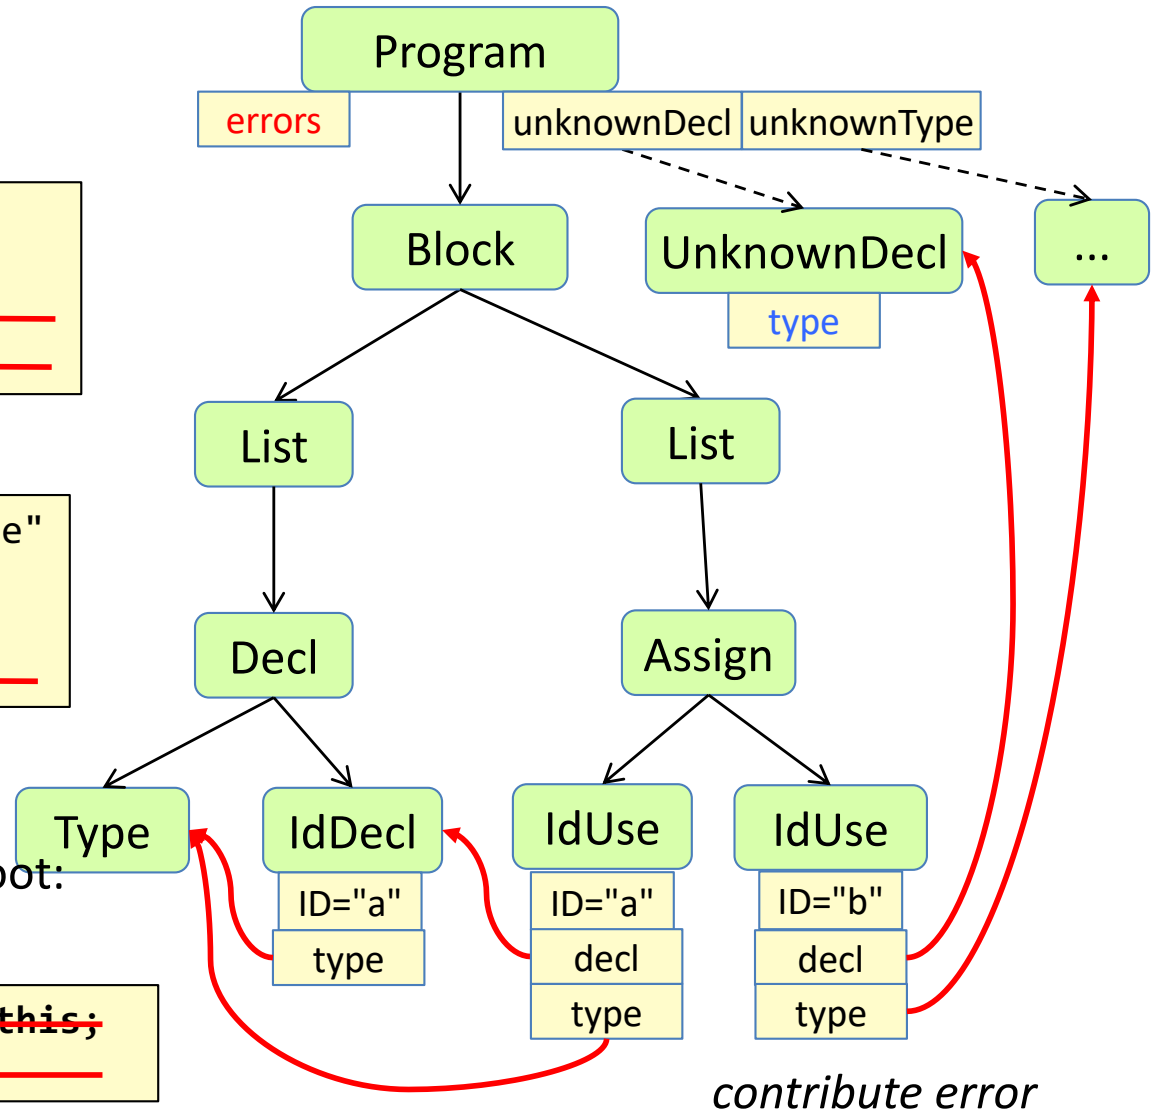 Program
errors
unknownDecl
unknownType
Block
UnknownDecl
...
type
List
List
e"
Decl
Assign
Type
IdDecl
IdUse
IdUse
oot:
ID="a"
ID="a"
ID="b"
type
decl
decl
this;
type
type
contribute error